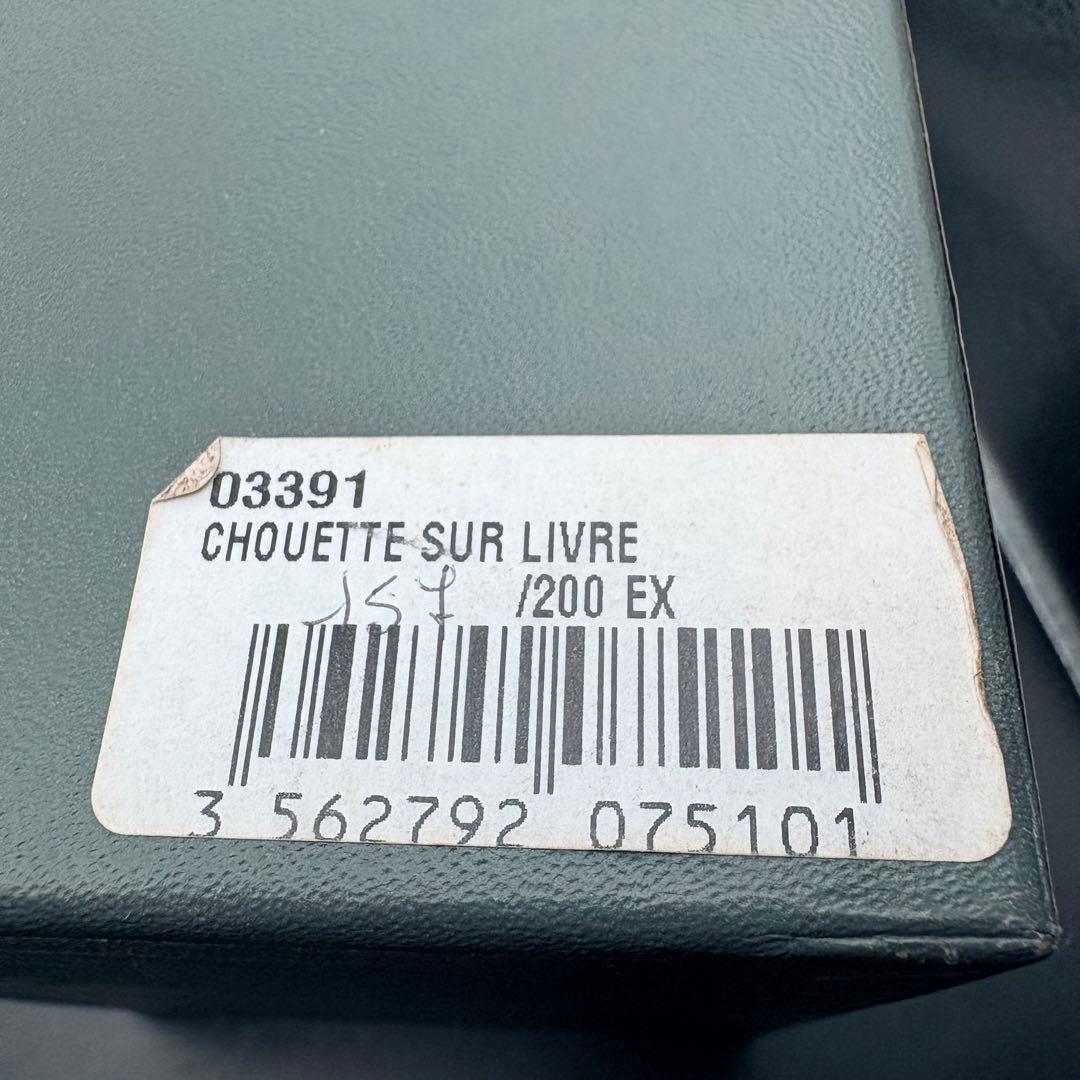 03391
CHOUETTE SUR LIVRE
157 /200 EX
3 562792 075101